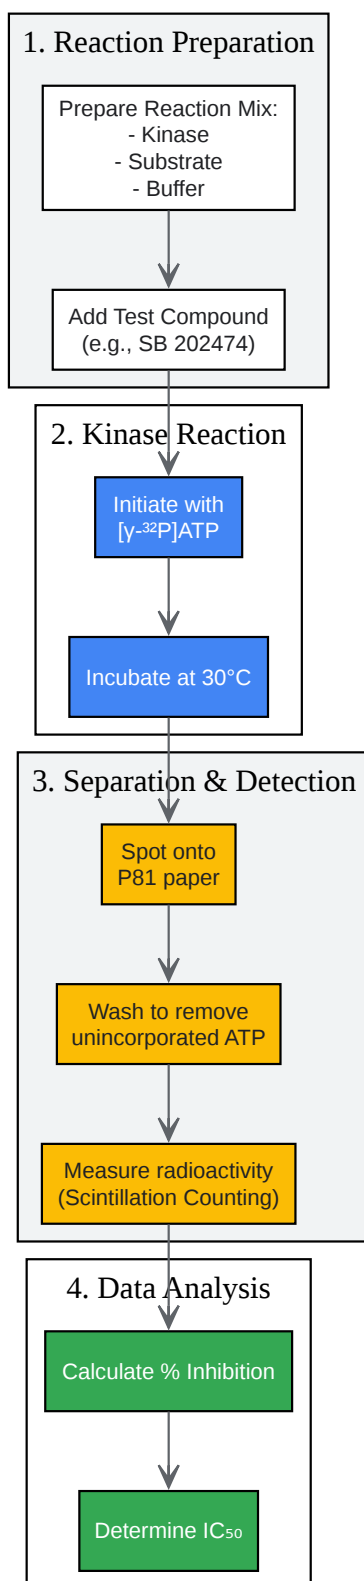 1. Reaction Preparation
Prepare Reaction Mix:
- Kinase
- Substrate
- Buffer
Add Test Compound
(e.g., SB 202474)
2. Kinase Reaction
Initiate with
[γ-³²P]ATP
Incubate at 30°C
3. Separation & Detection
Spot onto
P81 paper
Wash to remove
unincorporated ATP
Measure radioactivity
(Scintillation Counting)
4. Data Analysis
Calculate % Inhibition
Determine IC₅₀